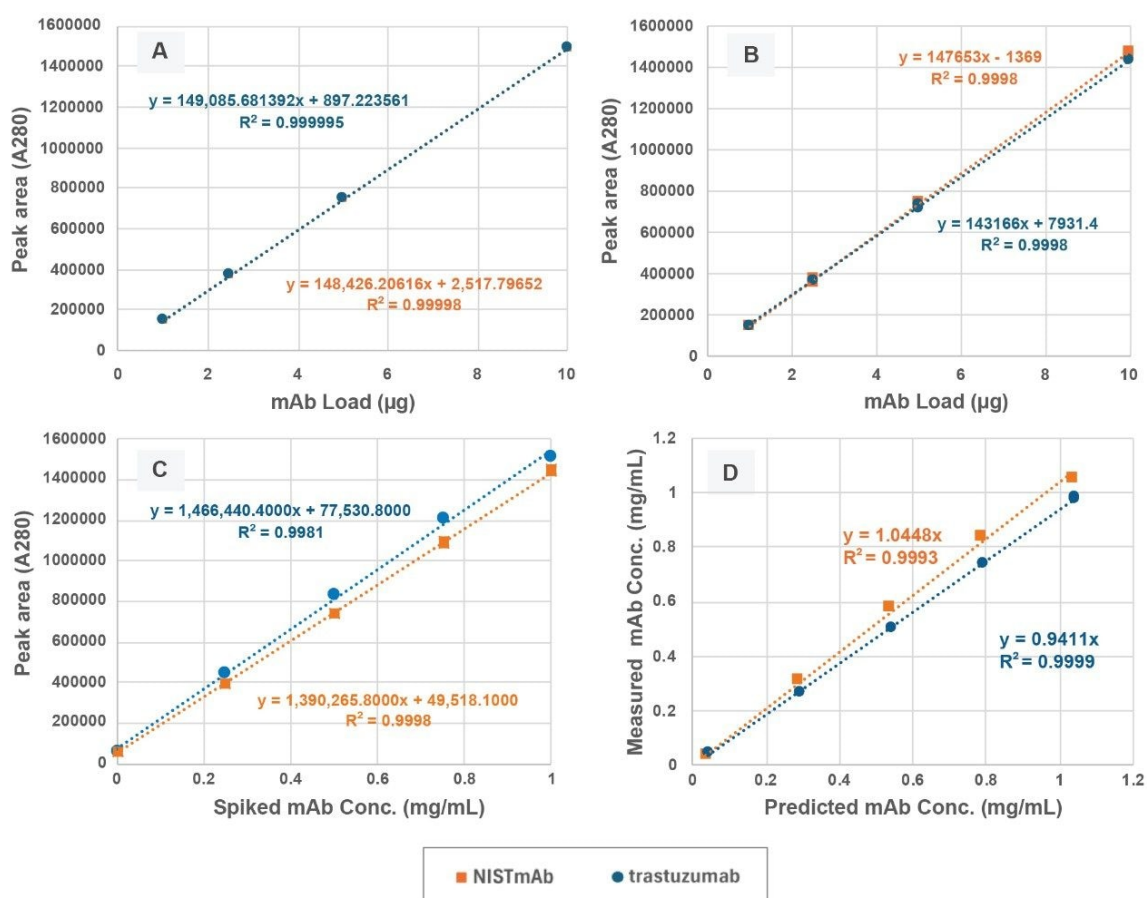 A
y = 149,085.681392x + 897.223561
R² = 0.999995
y = 148,426.20616x + 2,517.79652
R² = 0.99998
Peak area (A280)
1600000
1400000
1200000
1000000
800000
600000
400000
200000
0
0 2 4 6 8 10
mAb Load (µg)
B
y = 147653x - 1369
R² = 0.9998
y = 143166x + 7931.4
R² = 0.9998
Peak area (A280)
1600000
1400000
1200000
1000000
800000
600000
400000
200000
0
0 2 4 6 8 10
mAb Load (µg)
C
y = 1,466,440.4000x + 77,530.8000
R² = 0.9981
y = 1,390,265.8000x + 49,518.1000
R² = 0.9998
Peak area (A280)
1600000
1400000
1200000
1000000
800000
600000
400000
200000
0
0 0.2 0.4 0.6 0.8 1
Spiked mAb Conc. (mg/mL)
D
y = 1.0448x
R² = 0.9993
y = 0.9411x
R² = 0.9999
Measured mAb Conc. (mg/mL)
1.2
1
0.8
0.6
0.4
0.2
0
0 0.2 0.4 0.6 0.8 1 1.2
Predicted mAb Conc. (mg/mL)
NISTmAb trastuzumab